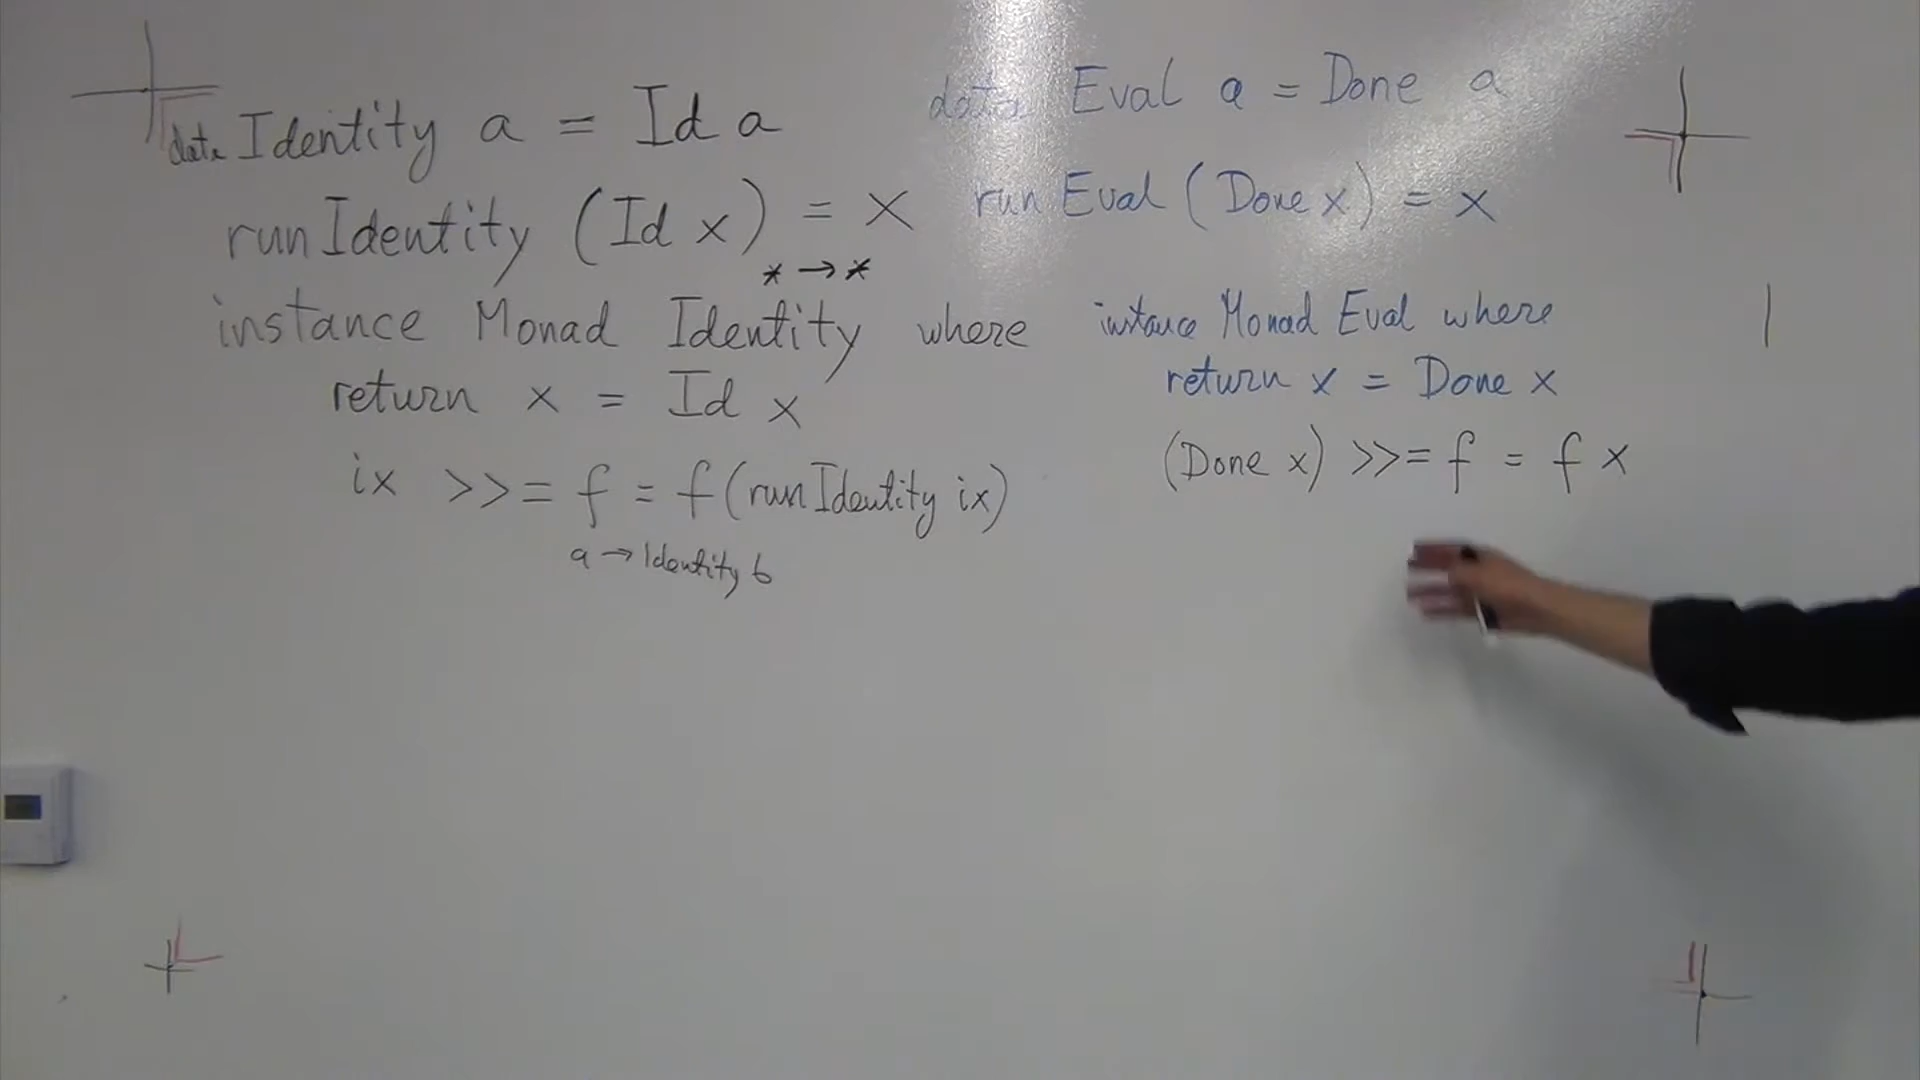 data Identity a = Id a
runIdentity (Id x) = x
* → *
instance Monad Identity where
return x = Id x
ix >>= f = f (runIdentity ix)
a → Identity b
data Eval a = Done a
runEval (Done x) = x
instance Monad Eval where
return x = Done x
(Done x) >>= f = f x